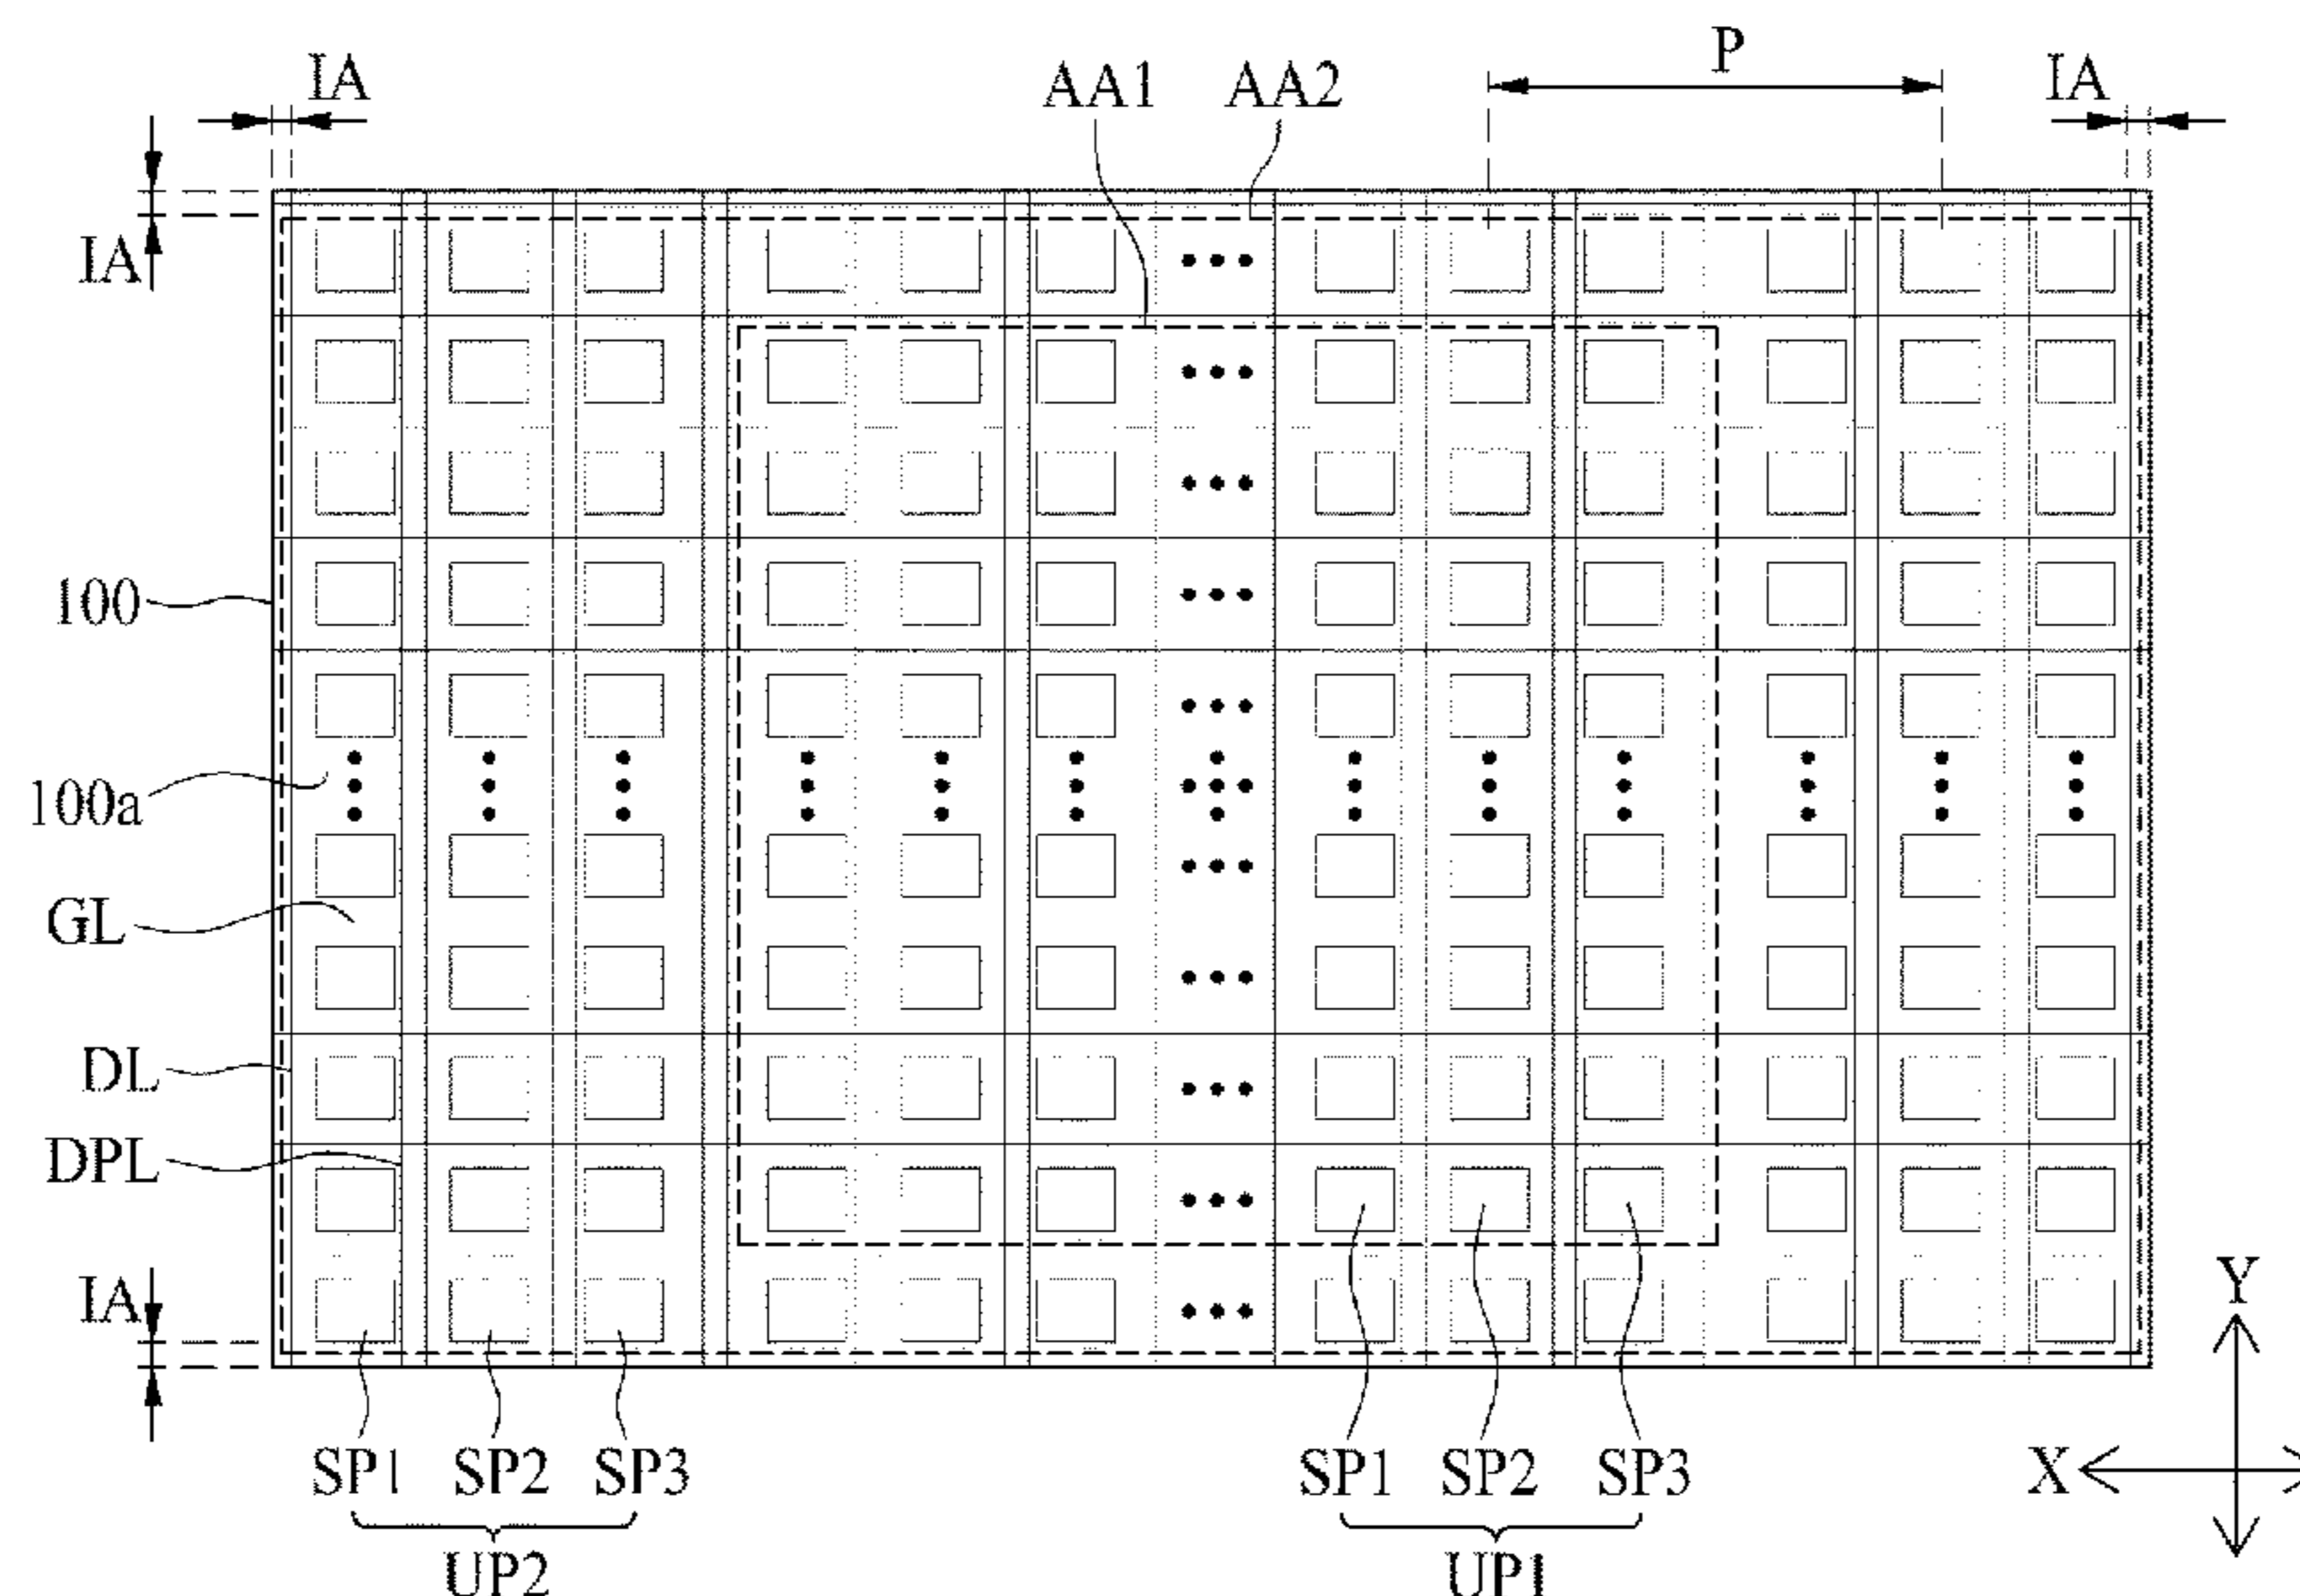 P
IA AA1 AA2 IA
IA
100
100a
GL
DL
DPL
IA
Y
SP1 SP2 SP3 SP1 SP2 SP3 X
UP2 UP1